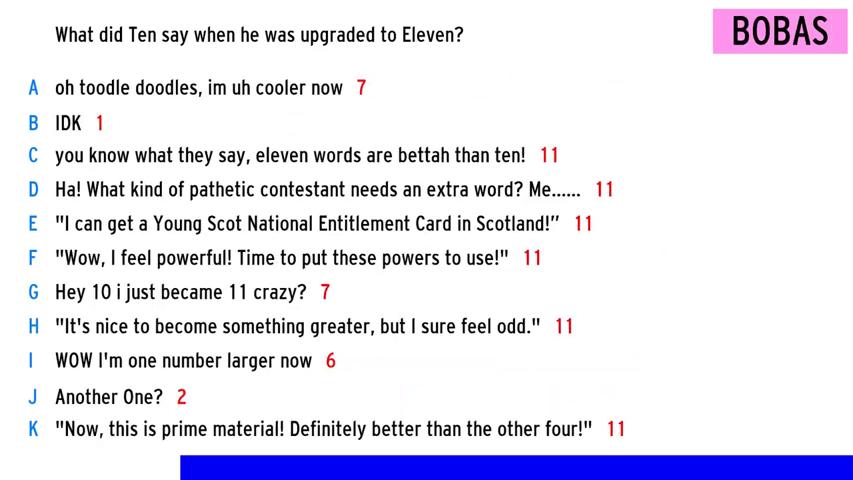 What did Ten say when he was upgraded to Eleven?
BOBAS
A oh toodle doodles, im uh cooler now 7
B IDK 1
C you know what they say, eleven words are bettah than ten! 11
D Ha! What kind of pathetic contestant needs an extra word? Me...... 11
E "I can get a Young Scot National Entitlement Card in Scotland!” 11
F "Wow, I feel powerful! Time to put these powers to use!" 11
G Hey 10 i just became 11 crazy? 7
H "It's nice to become something greater, but I sure feel odd." 11
I WOW I'm one number larger now 6
J Another One? 2
K "Now, this is prime material! Definitely better than the other four!" 11